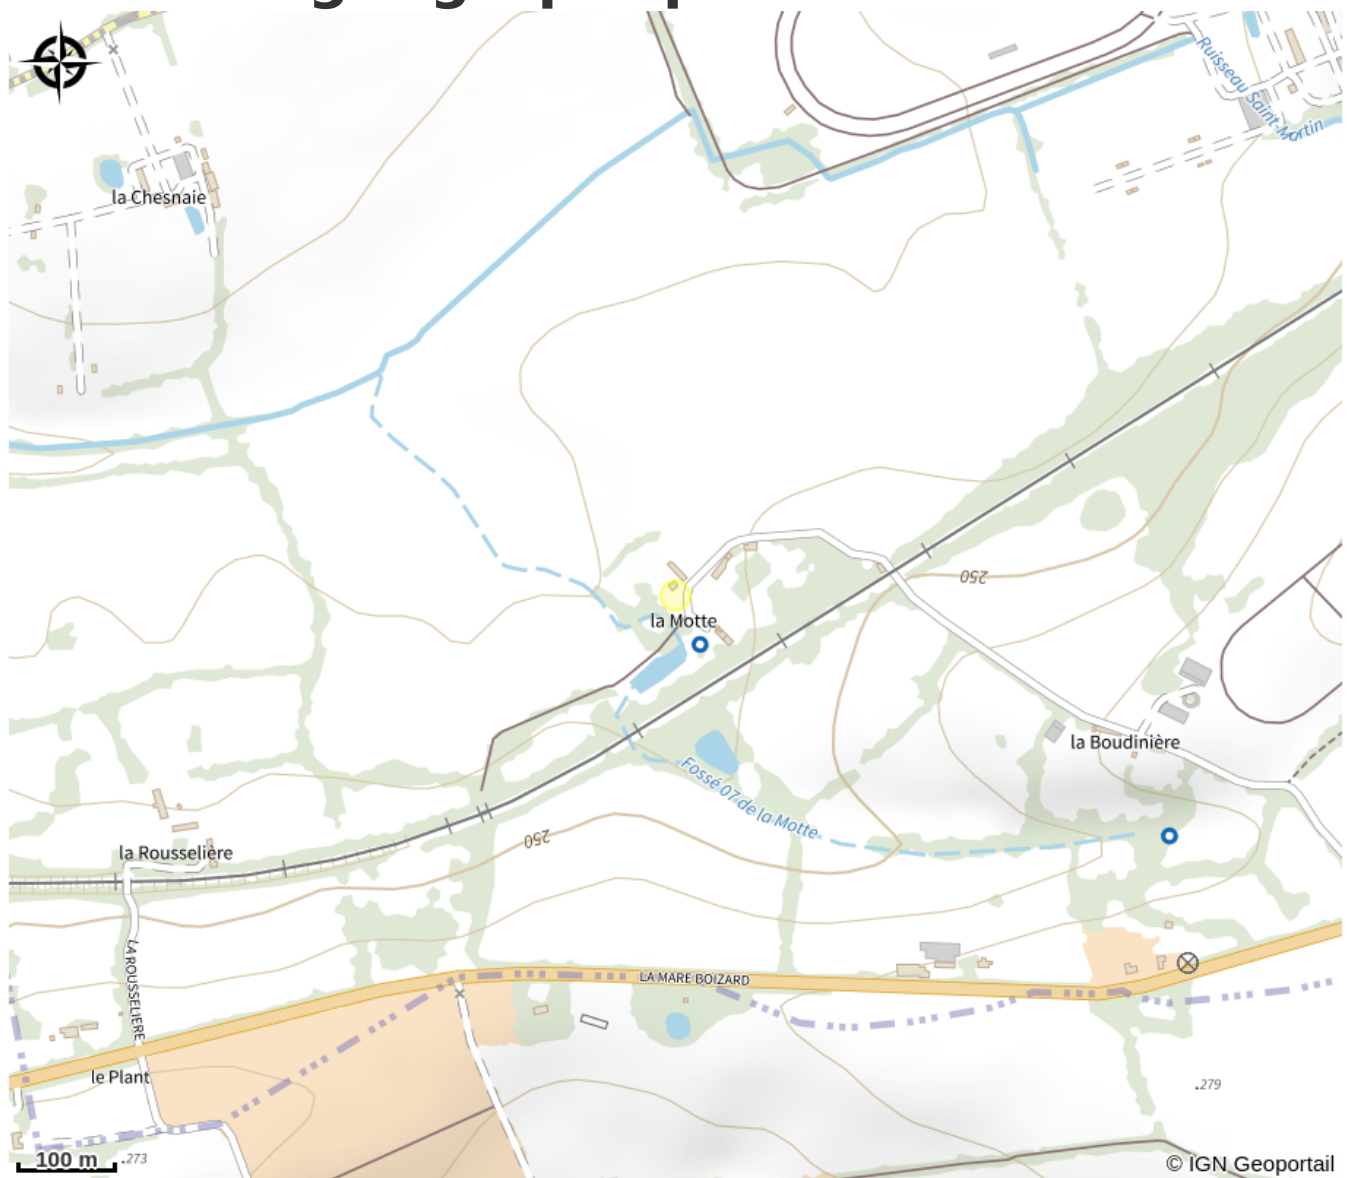 Ruisseau Saint-Martin
la Chesnaie
250
la Motte
la Boudinière
Fossé 07 de la Motte
250
la Rousselière
LA ROUSSELIERE
LA MARE BOIZARD
le Plant
.279
100 m
.273
© IGN Geoportail